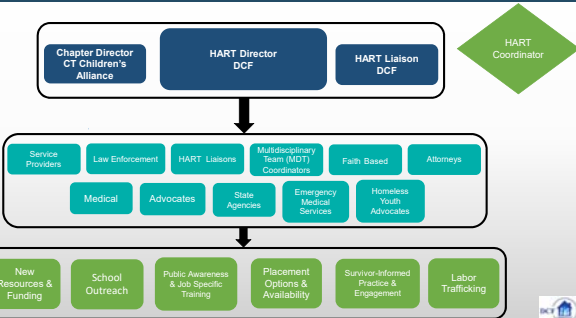 Chapter Director
CT Children's
Alliance
HART Director
DCF
HART Liaison
DCF
HART
Coordinator
Service
Providers
Law Enforcement
HART Liaisons
Multidisciplinary
Team (MDT)
Coordinators
Faith Based
Attorneys
Medical
Advocates
State
Agencies
Emergency
Medical
Services
Homeless
Youth
Advocates
New
Resources &
Funding
School
Outreach
Public Awareness
& Job Specific
Training
Placement
Options &
Availability
Survivor-Informed
Practice &
Engagement
Labor
Trafficking
DCF